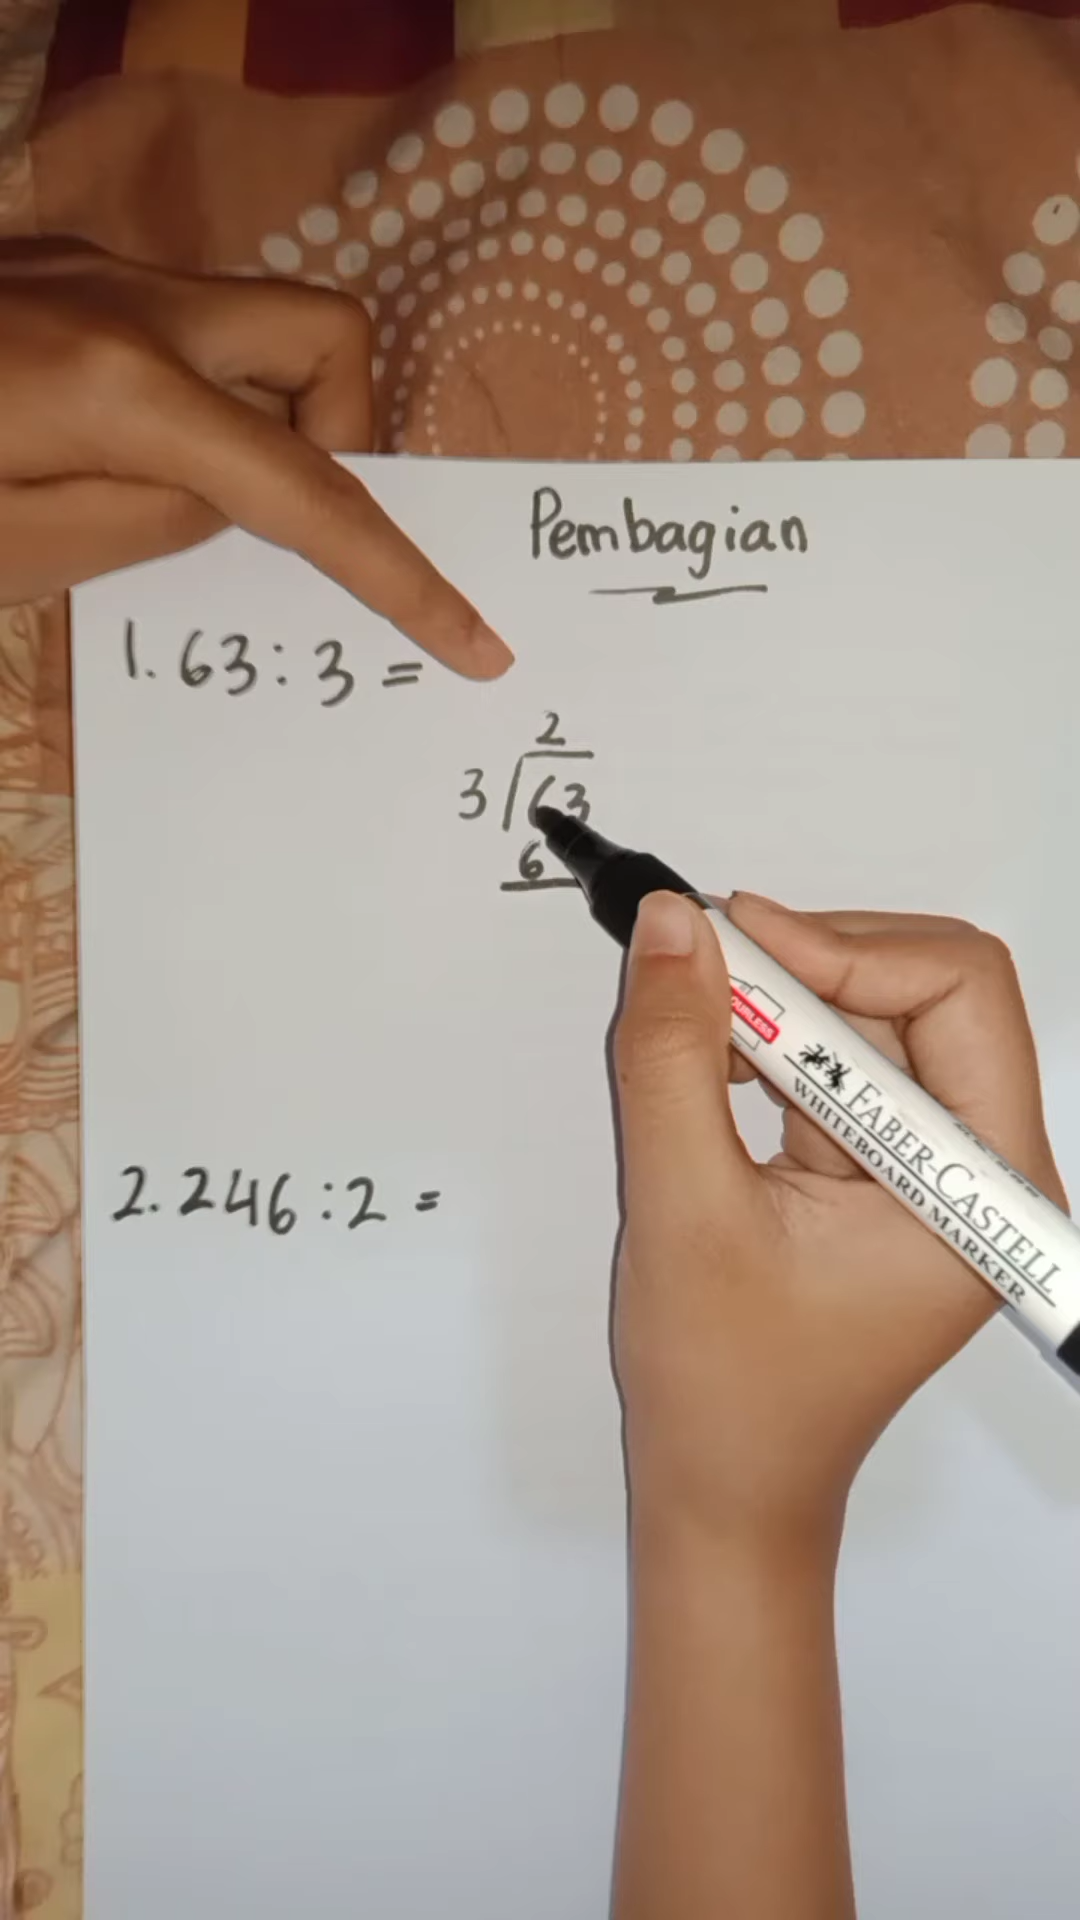 Pembagian
1. 63 : 3 =
2
3 63
6
2. 246 : 2 =
FABER-CASTELL
WHITEBOARD MARKER